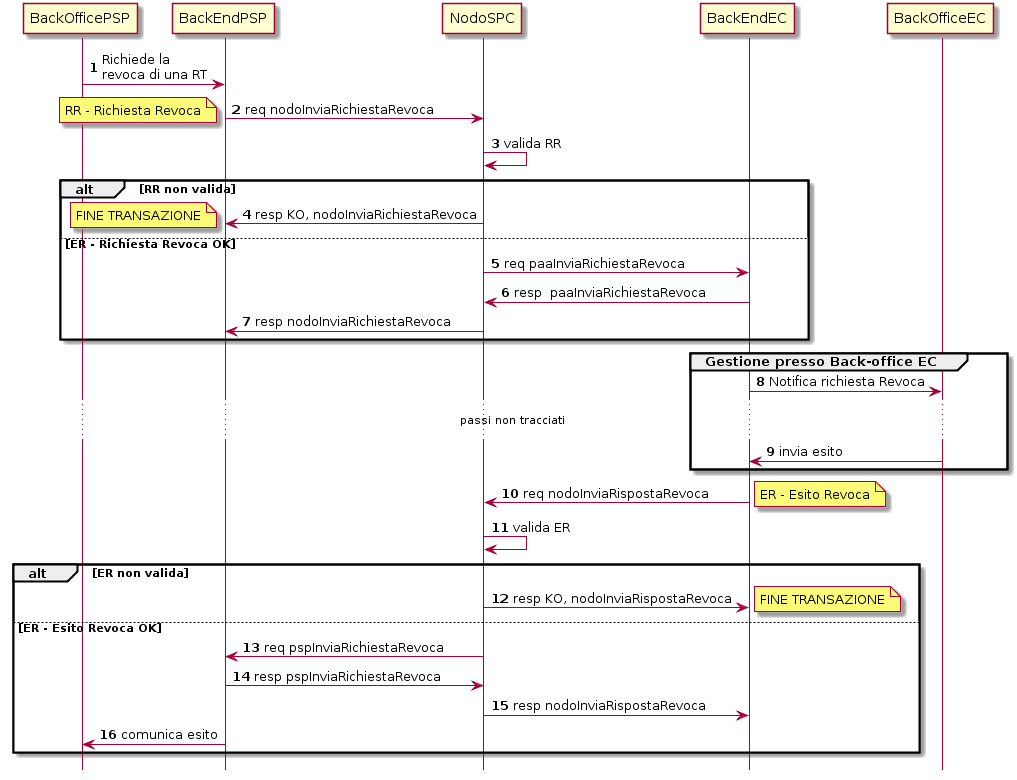 BackOfficePSP
BackEndPSP
NodoSPC
BackEndEC
BackOfficeEC
1 Richiede la
revoca di una RT
RR - Richiesta Revoca
2 req nodoInviaRichiestaRevoca
3 valida RR
alt [RR non valida]
FINE TRANSAZIONE
4 resp KO, nodoInviaRichiestaRevoca
[ER - Richiesta Revoca OK]
5 req paaInviaRichiestaRevoca
6 resp  paaInviaRichiestaRevoca
7 resp nodoInviaRichiestaRevoca
Gestione presso Back-office EC
8 Notifica richiesta Revoca
passi non tracciati
9 invia esito
10 req nodoInviaRispostaRevoca
ER - Esito Revoca
11 valida ER
alt [ER non valida]
12 resp KO, nodoInviaRispostaRevoca
FINE TRANSAZIONE
[ER - Esito Revoca OK]
13 req pspInviaRichiestaRevoca
14 resp pspInviaRichiestaRevoca
15 resp nodoInviaRispostaRevoca
16 comunica esito